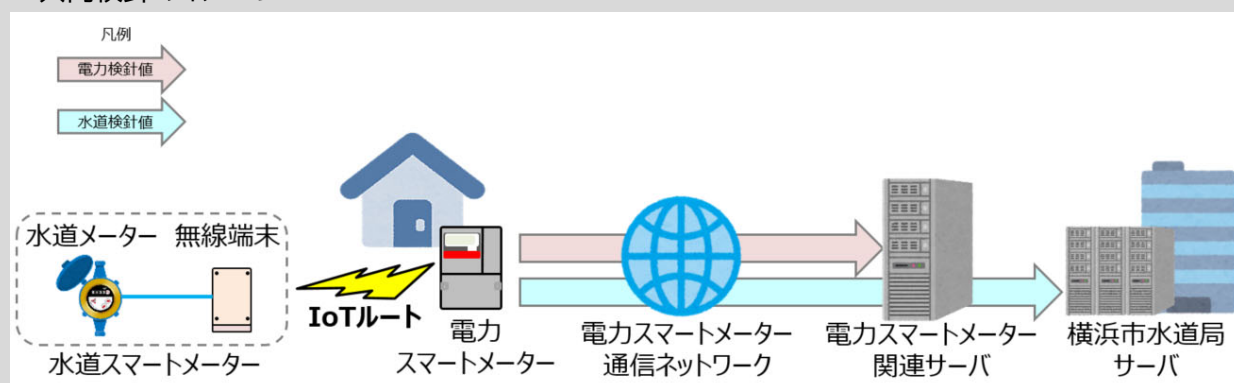 凡例
電力検針値
水道検針値
水道メーター 無線端末
水道スマートメーター
IoTルート
電力
スマートメーター
電力スマートメーター
通信ネットワーク
電力スマートメーター
関連サーバ
横浜市水道局
サーバ